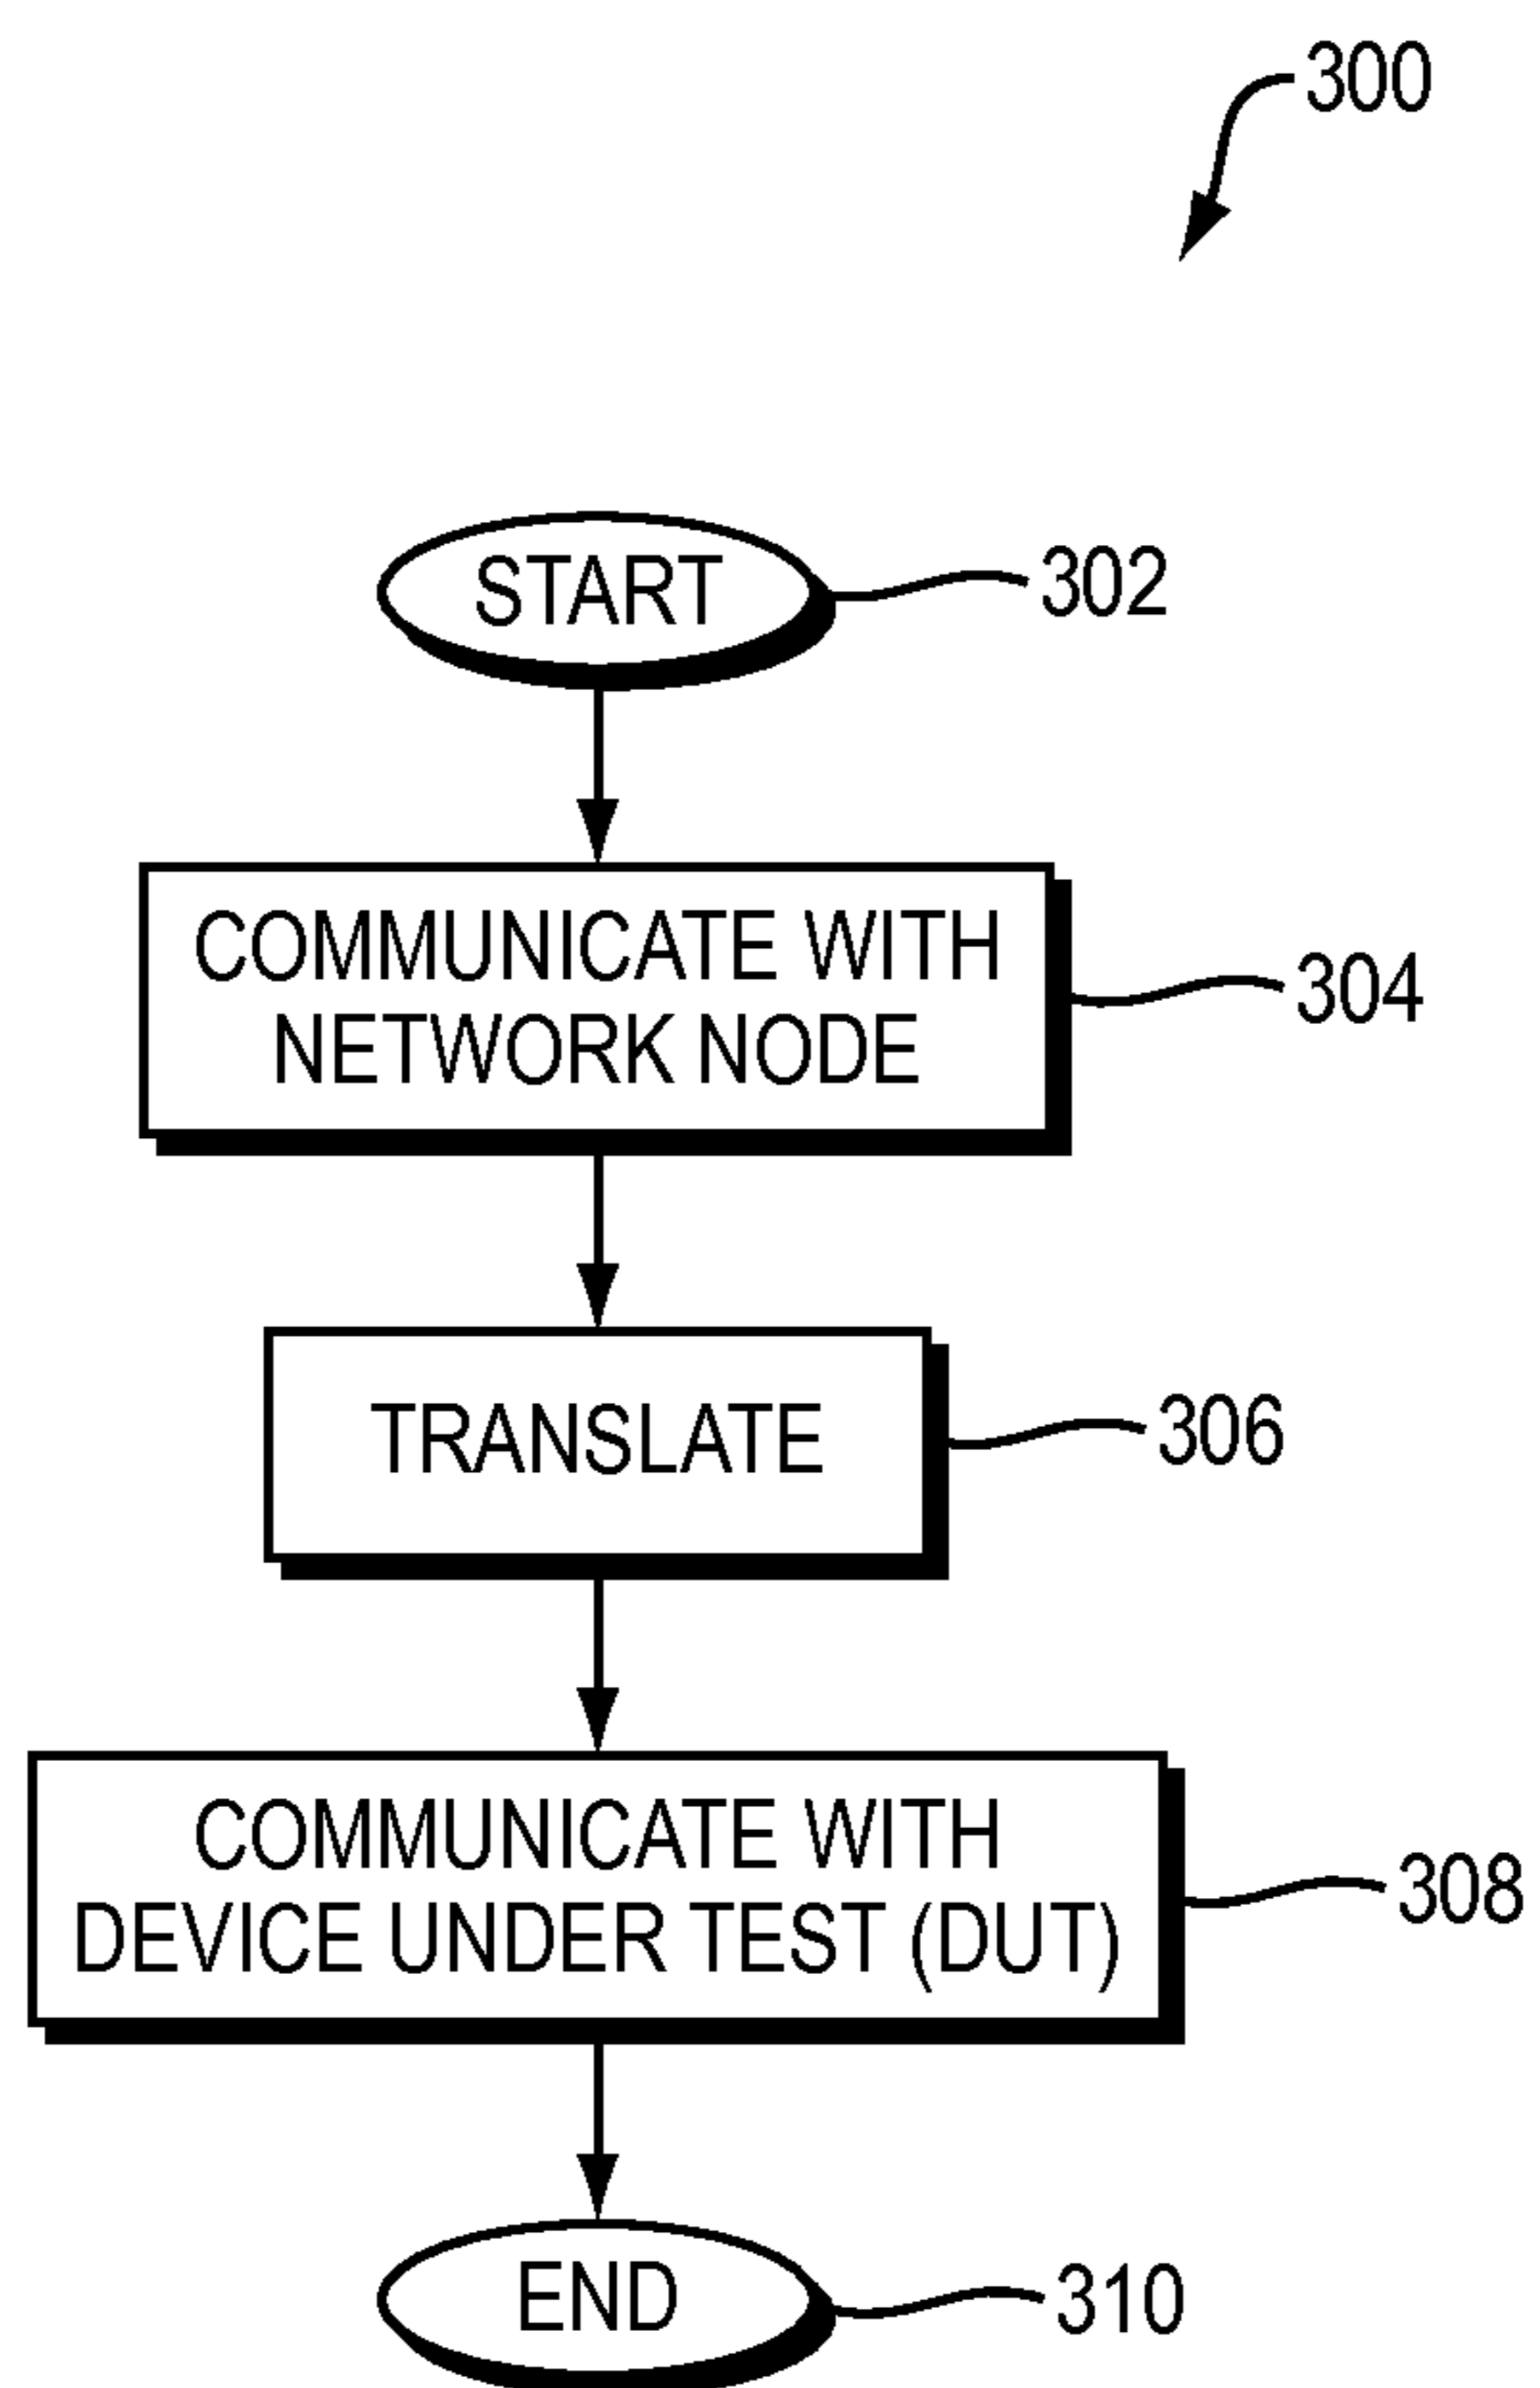 300
START
302
COMMUNICATE WITH
NETWORK NODE
304
TRANSLATE
306
COMMUNICATE WITH
DEVICE UNDER TEST (DUT)
308
END
310